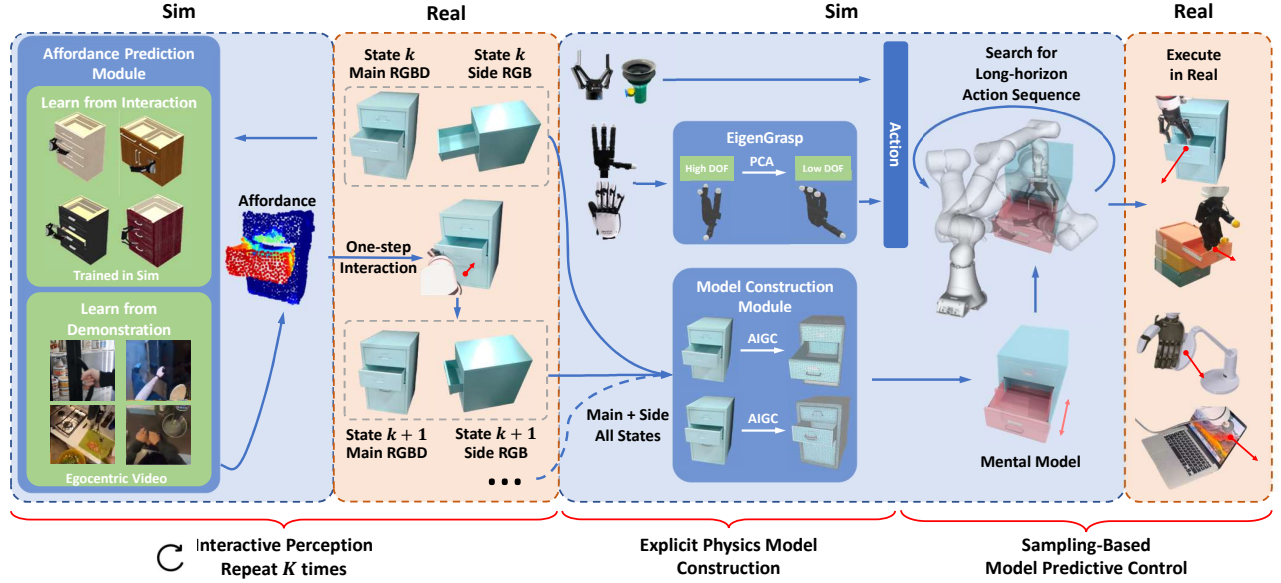 Sim
Real
Sim
Real
Affordance Prediction
Module
Learn from Interaction
Trained in Sim
Learn from
Demonstration
Egocentric Video
Affordance
State k
Main RGBD
State k
Side RGB
One-step
Interaction
State k + 1
Main RGBD
State k + 1
Side RGB
...
EigenGrasp
High DOF
PCA
Low DOF
Model Construction
Module
AIGC
AIGC
Main + Side
All States
Action
Search for
Long-horizon
Action Sequence
Mental Model
Execute
in Real
Interactive Perception
Repeat K times
Explicit Physics Model
Construction
Sampling-Based
Model Predictive Control